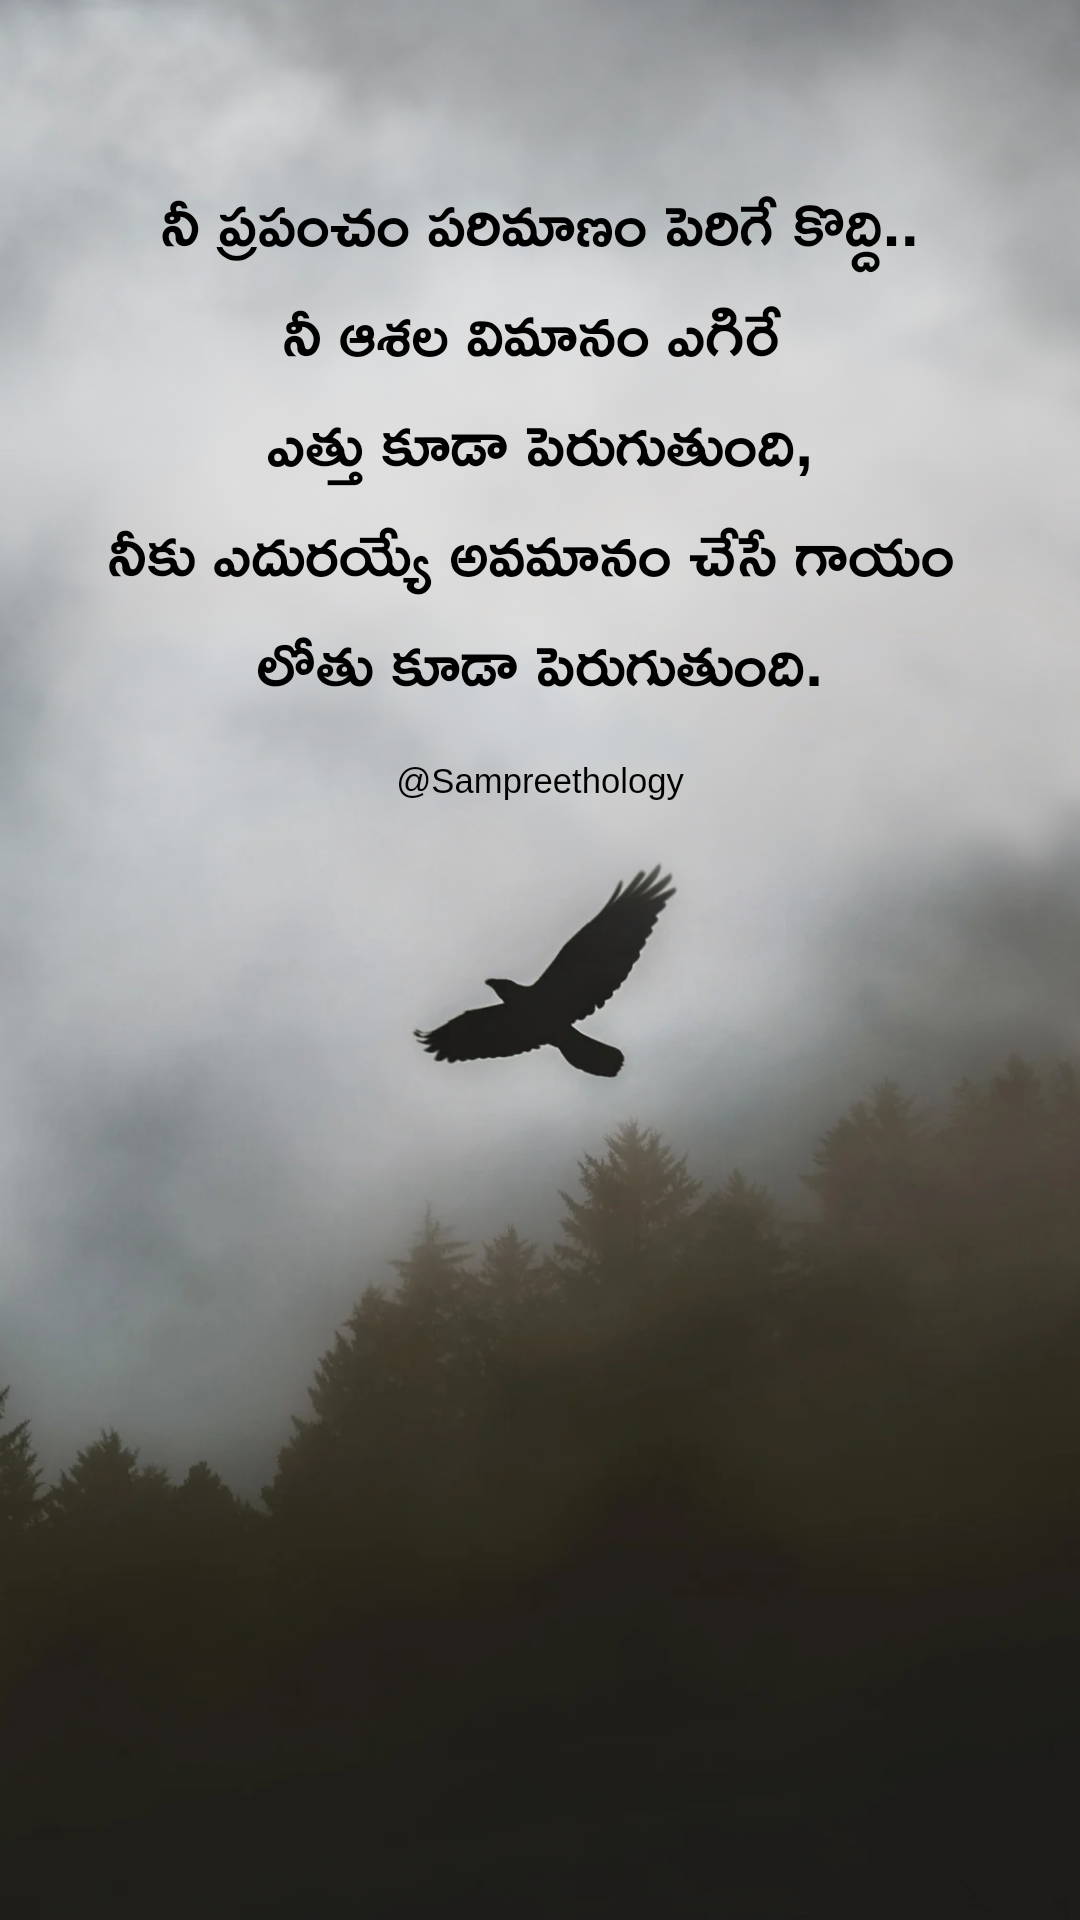 నీ ప్రపంచం పరిమాణం పెరిగే కొద్ది..
నీ ఆశల విమానం ఎగిరే
ఎత్తు కూడా పెరుగుతుంది,
నీకు ఎదురయ్యే అవమానం చేసే గాయం
లోతు కూడా పెరుగుతుంది.
@Sampreethology